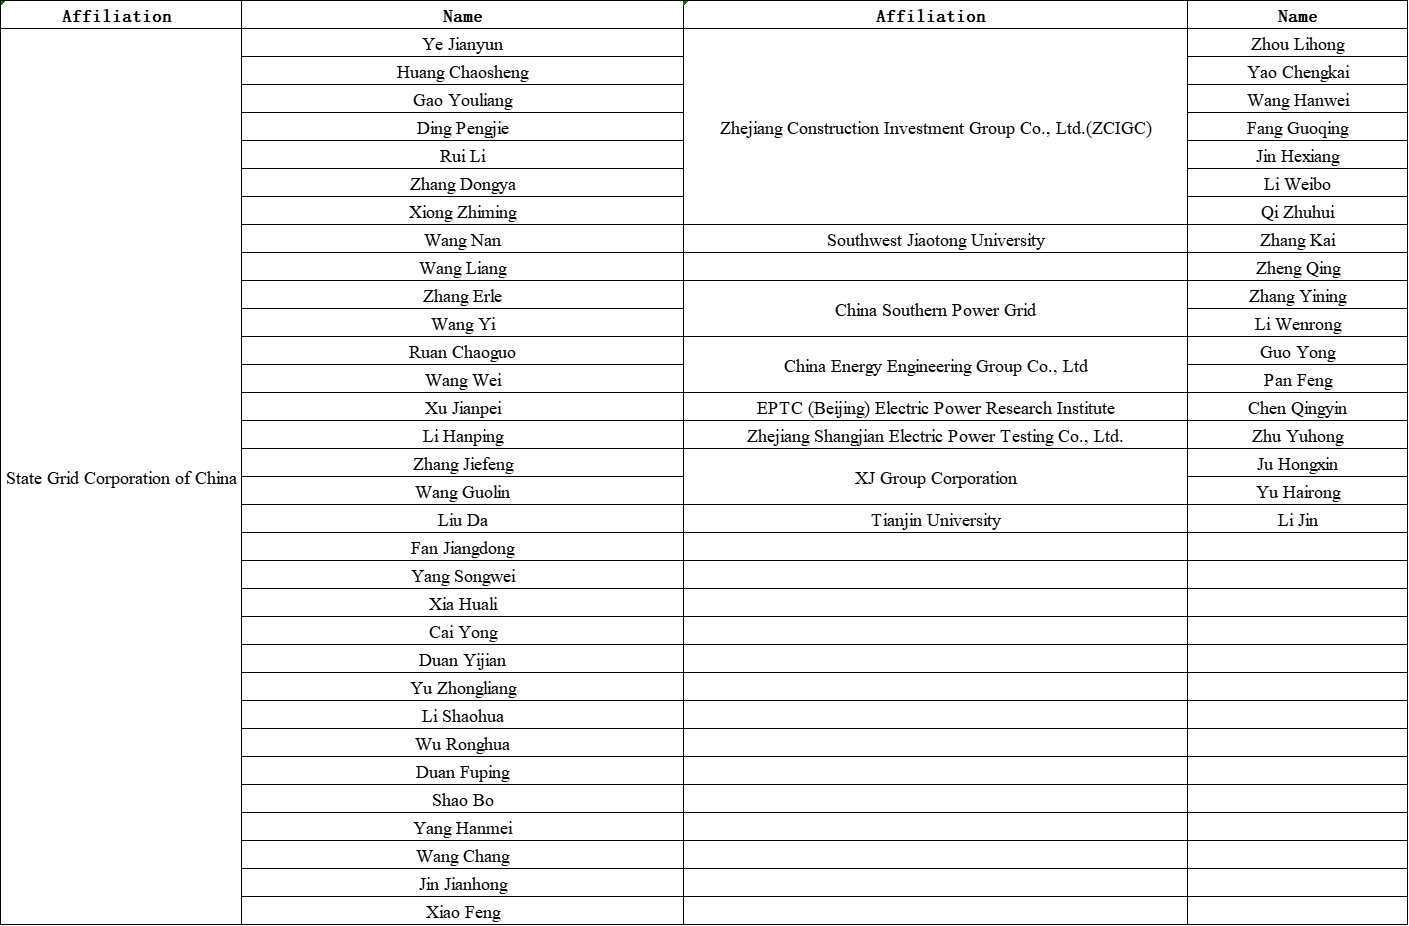 Affiliation Name Affiliation Name
Ye Jianyun Zhou Lihong
Huang Chaosheng Yao Chengkai
Gao Youliang Wang Hanwei
Ding Pengjie Zhejiang Construction Investment Group Co., Ltd.(ZCIGC) Fang Guoqing
Rui Li Jin Hexiang
Zhang Dongya Li Weibo
Xiong Zhiming Qi Zhuhui
Wang Nan Southwest Jiaotong University Zhang Kai
Wang Liang Zheng Qing
Zhang Erle Zhang Yining
China Southern Power Grid
Wang Yi Li Wenrong
Ruan Chaoguo Guo Yong
China Energy Engineering Group Co., Ltd
Wang Wei Pan Feng
Xu Jianpei EPTC (Beijing) Electric Power Research Institute Chen Qingyin
Li Hanping Zhejiang Shangjian Electric Power Testing Co., Ltd. Zhu Yuhong
Zhang Jiefeng Ju Hongxin
State Grid Corporation of China XJ Group Corporation
Wang Guolin Yu Hairong
Liu Da Tianjin University Li Jin
Fan Jiangdong
Yang Songwei
Xia Huali
Cai Yong
Duan Yijian
Yu Zhongliang
Li Shaohua
Wu Ronghua
Duan Fuping
Shao Bo
Yang Hanmei
Wang Chang
Jin Jianhong
Xiao Feng